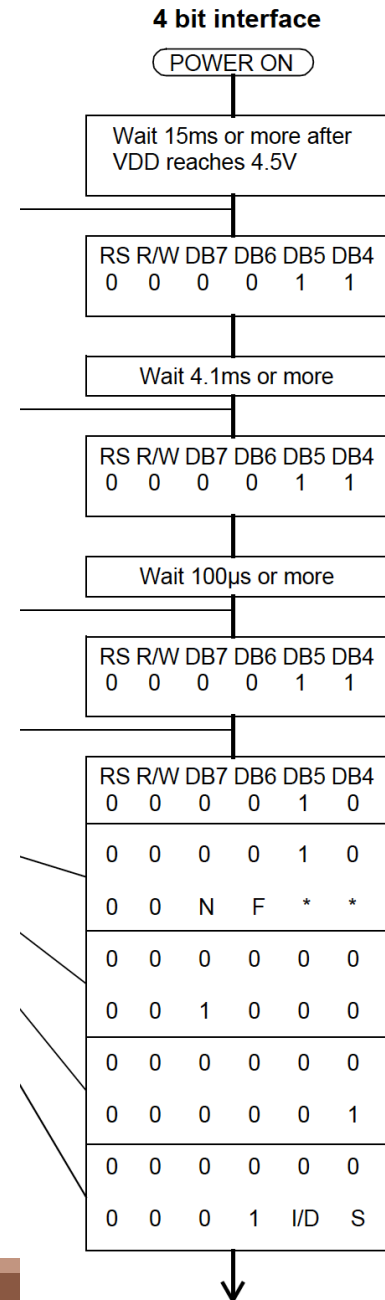 4 bit interface
POWER ON
Wait 15ms or more after
VDD reaches 4.5V
RS R/W DB7 DB6 DB5 DB4
0 0 0 0 1 1
Wait 4.1ms or more
RS R/W DB7 DB6 DB5 DB4
0 0 0 0 1 1
Wait 100µs or more
RS R/W DB7 DB6 DB5 DB4
0 0 0 0 1 1
RS R/W DB7 DB6 DB5 DB4
0 0 0 0 1 0
0 0 0 0 1 0
0 0 N F * *
0 0 0 0 0 0
0 0 1 0 0 0
0 0 0 0 0 0
0 0 0 0 0 1
0 0 0 0 0 0
0 0 0 1 I/D S